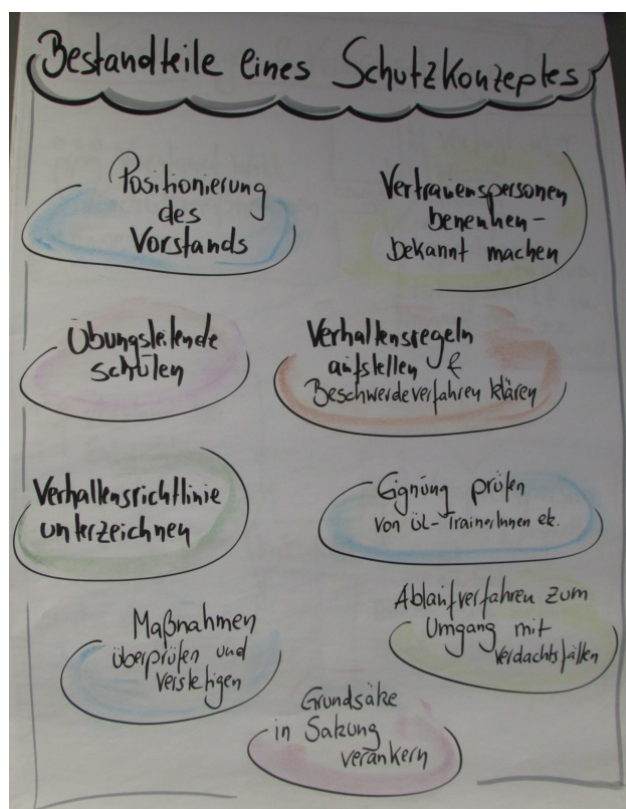 Bestandteile eines Schutzkonzeptes
Positionierung
des
Vorstands
Vertrauenspersonen
benennen-
bekannt machen
Übungsleitende
schulen
Verhaltensregeln
aufstellen &
Beschwerdeverfahren klären
Verhaltensrichtlinie
unterzeichnen
Eignung prüfen
von ÜL-TrainerInnen etc.
Maßnahmen
überprüfen und
verstetigen
Ablaufverfahren zum
Umgang mit
Verdachtsfällen
Grundsätze
in Satzung
verankern